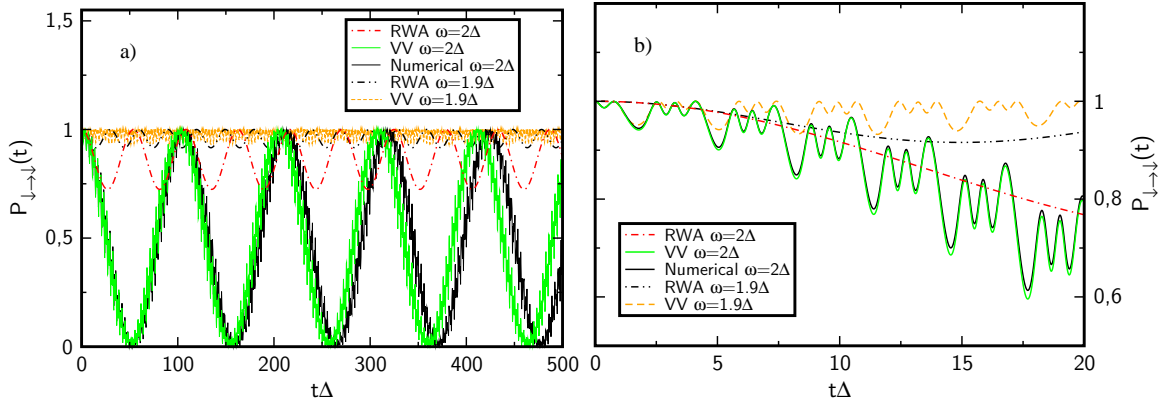 a)
1,5
1
0,5
0
P↓→↓(t)
RWA ω=2Δ
VV ω=2Δ
Numerical ω=2Δ
RWA ω=1.9Δ
VV ω=1.9Δ
0 100 200 300 400 500
tΔ
b)
1
0,8
0,6
P↓→↓(t)
RWA ω=2Δ
VV ω=2Δ
Numerical ω=2Δ
RWA ω=1.9Δ
VV ω=1.9Δ
0 5 10 15 20
tΔ